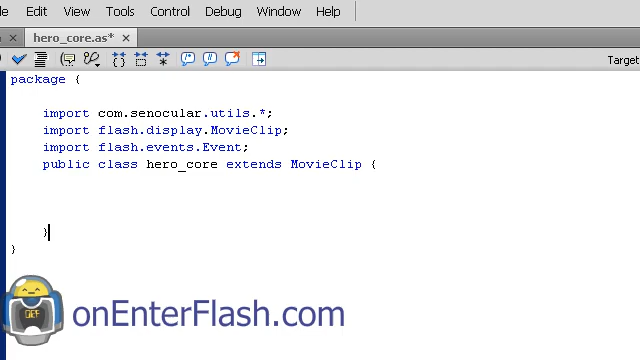 le Edit View Tools Control Debug Window Help
× hero_core.as* ×
Target
package {
import com.senocular.utils.*;
import flash.display.MovieClip;
import flash.events.Event;
public class hero_core extends MovieClip {
}
}
OEF
onEnterFlash.com